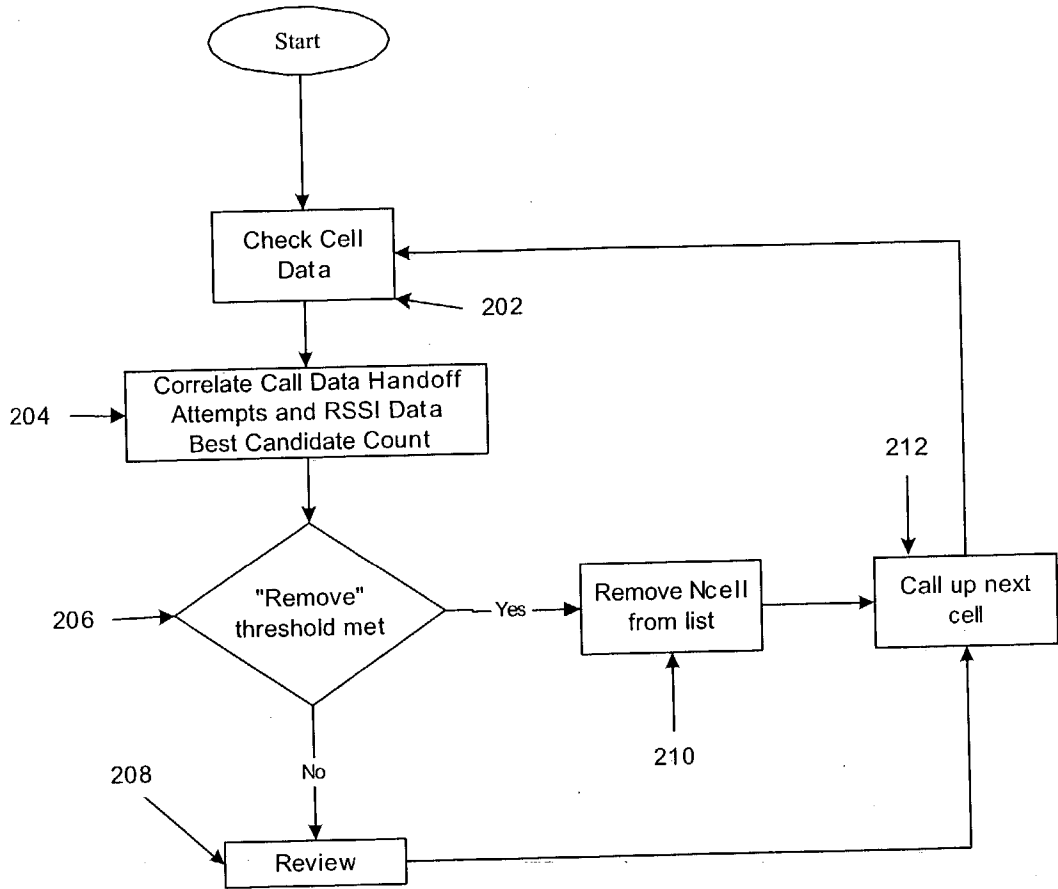 Start
Check Cell
Data
202
Correlate Call Data Handoff
Attempts and RSSI Data
Best Candidate Count
204
212
"Remove"
threshold met
206
Yes
Remove Ncell
from list
Call up next
cell
210
No
208
Review